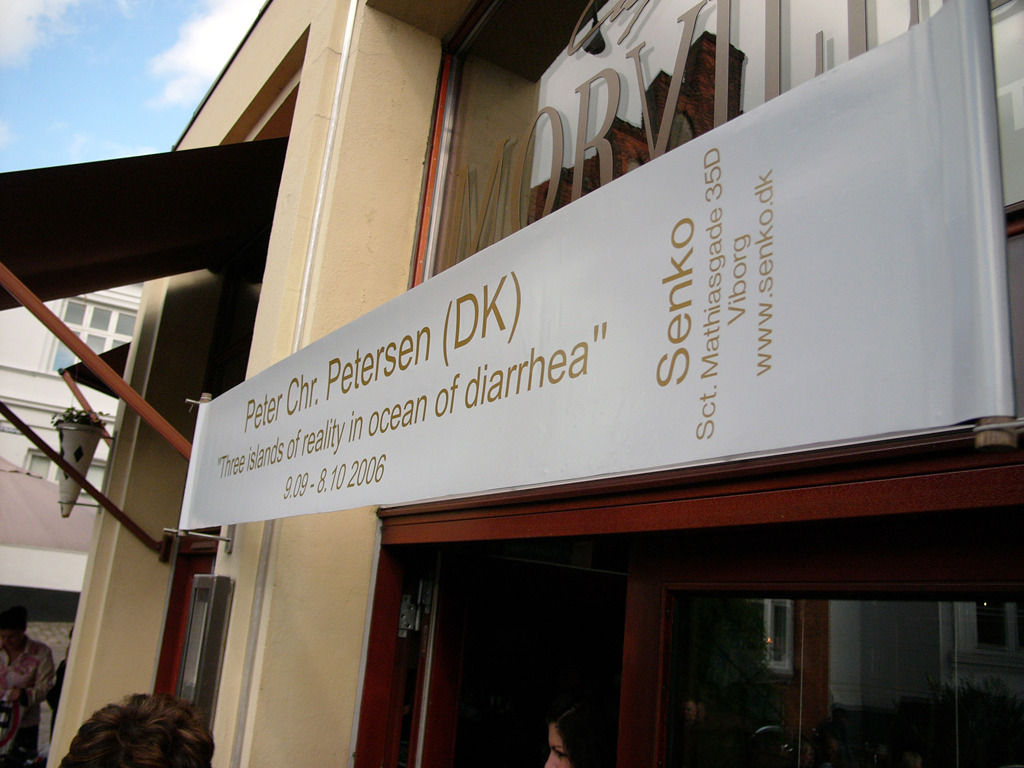 MORVILL
Peter Chr. Petersen (DK)
"Three islands of reality in ocean of diarrhea"
9.09 - 8.10 2006
Senko
Sct. Mathiasgade 35D
Viborg
www.senko.dk